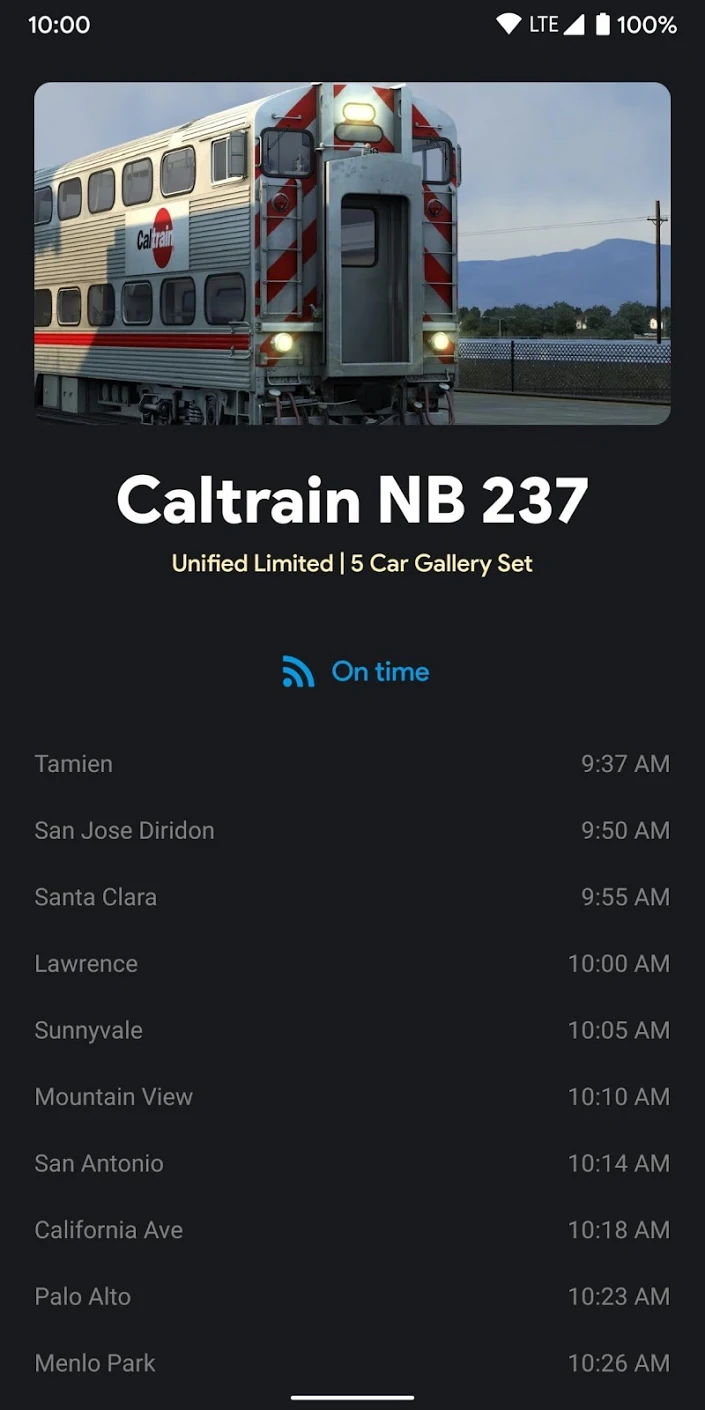 10:00 LTE 100%
Caltrain
Caltrain NB 237
Unified Limited | 5 Car Gallery Set
On time
Tamien 9:37 AM
San Jose Diridon 9:50 AM
Santa Clara 9:55 AM
Lawrence 10:00 AM
Sunnyvale 10:05 AM
Mountain View 10:10 AM
San Antonio 10:14 AM
California Ave 10:18 AM
Palo Alto 10:23 AM
Menlo Park 10:26 AM